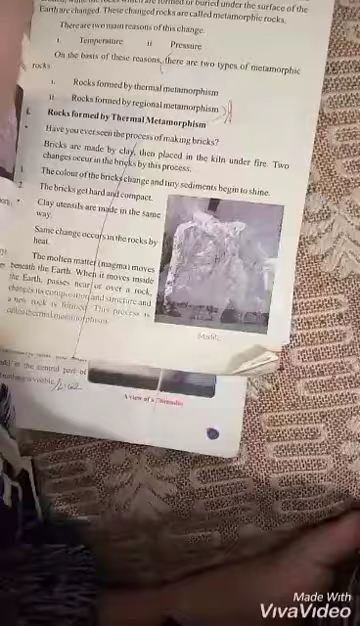 formed or buried under the surface of the
Earth are changed. These changed rocks are called metamorphic rocks.
There are two main reasons of this change.
i. Temperature ii Pressure
On the basis of these reasons, there are two types of metamorphic
rocks.
i. Rocks formed by thermal metamorphism
ii. Rocks formed by regional metamorphism
i. Rocks formed by Thermal Metamorphism
Have you ever seen the process of making bricks?
Bricks are made by clay, then placed in the kiln under fire. Two
changes occur in the bricks by this process.
1. The colour of the bricks change and tiny sediments begin to shine.
2. The bricks get hard and compact.
Clay utensils are made in the same
way.
Same change occurs in the rocks by
heat.
The molten matter (magma) moves
beneath the Earth. When it moves inside
the Earth, passes near or over a rock,
changes its composition and structure and
a new rock is formed. This process is
called thermal metamorphism.
Marble
in the central part of
is visible.
A view of a
Made With
VivaVideo